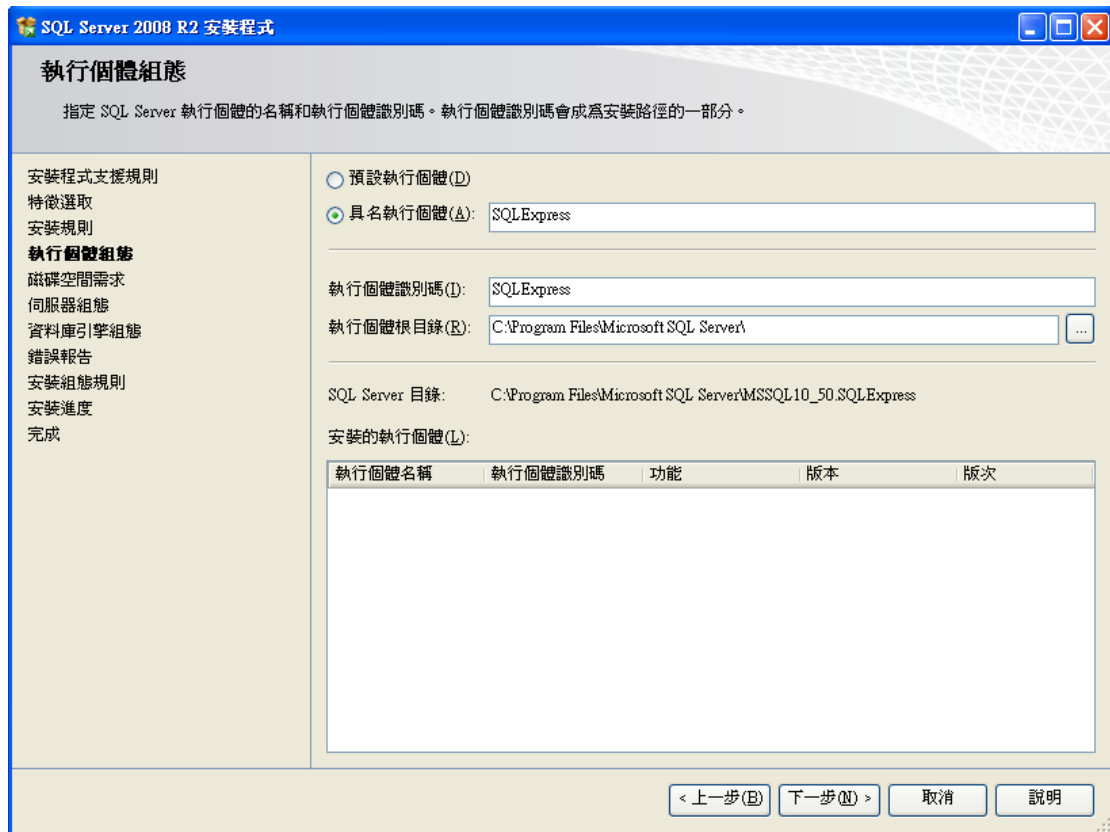 SQL Server 2008 R2 安裝程式
執行個體組態
指定 SQL Server 執行個體的名稱和執行個體識別碼。執行個體識別碼會成為安裝路徑的一部分。
安裝程式支援規則
特徵選取
安裝規則
執行個體組態
磁碟空間需求
伺服器組態
資料庫引擎組態
錯誤報告
安裝組態規則
安裝進度
完成
預設執行個體(D)
具名執行個體(A): SQLExpress
執行個體識別碼(I): SQLExpress
執行個體根目錄(R): C:\Program Files\Microsoft SQL Server\ ...
SQL Server 目錄: C:\Program Files\Microsoft SQL Server\MSSQL10_50.SQLExpress
安裝的執行個體(L):
執行個體名稱 執行個體識別碼 功能 版本 版次
< 上一步(B) 下一步(N) > 取消 說明